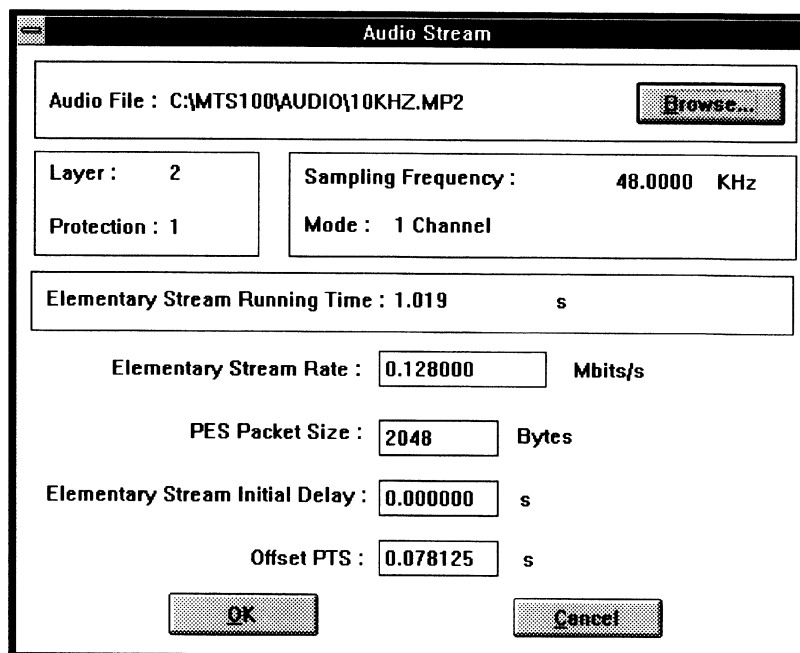 Audio Stream
Audio File : C:\MTS100\AUDIO\10KHZ.MP2 Browse...
Layer : 2
Protection : 1
Sampling Frequency : 48.0000 KHz
Mode : 1 Channel
Elementary Stream Running Time : 1.019 s
Elementary Stream Rate : 0.128000 Mbits/s
PES Packet Size : 2048 Bytes
Elementary Stream Initial Delay : 0.000000 s
Offset PTS : 0.078125 s
OK Cancel